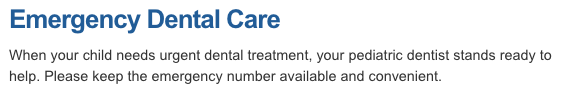 Emergency Dental Care
When your child needs urgent dental treatment, your pediatric dentist stands ready to
help. Please keep the emergency number available and convenient.